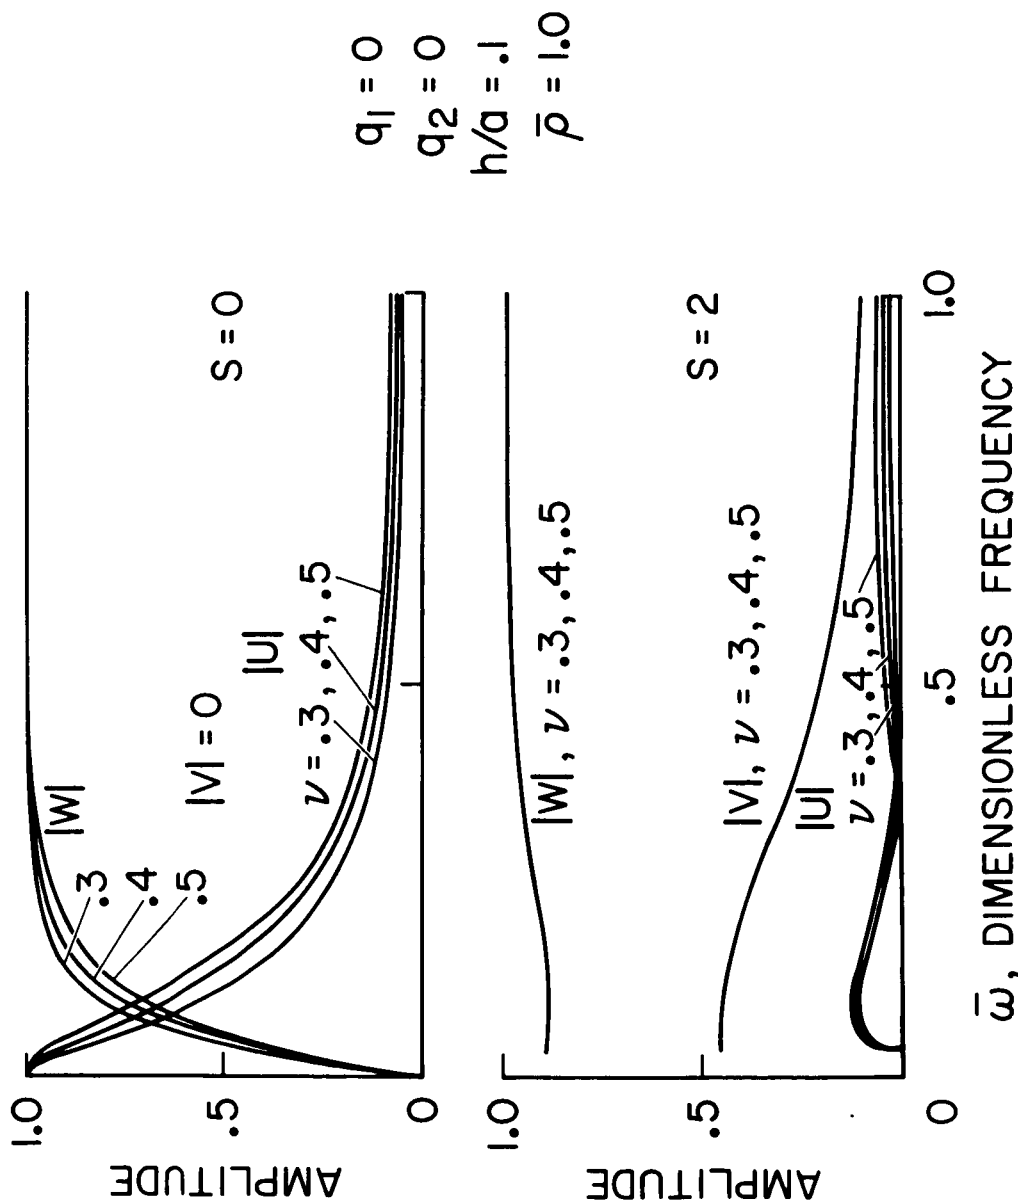 q1 = 0
q2 = 0
h/a = .1
ρ̅ = 1.0
AMPLITUDE
1.0
.5
0
|W|
.3
.4
.5
|V| = 0
|U|
ν = .3, .4, .5
S = 0
AMPLITUDE
1.0
.5
0
|W|, ν = .3, .4, .5
|V|, ν = .3, .4, .5
|U|
ν = .3, .4, .5
S = 2
.5
1.0
ω̅, DIMENSIONLESS FREQUENCY